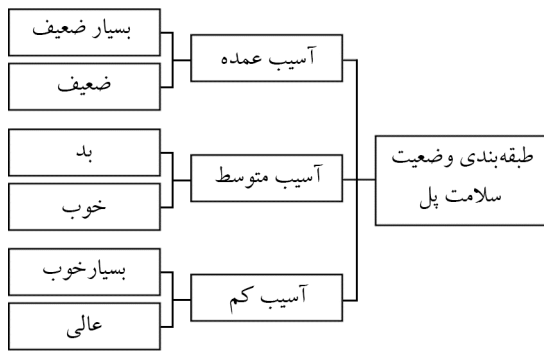 طبقه‌بندی وضعیت
سلامت پل
آسیب عمده
بسیار ضعیف
ضعیف
آسیب متوسط
بد
خوب
آسیب کم
بسیارخوب
عالی